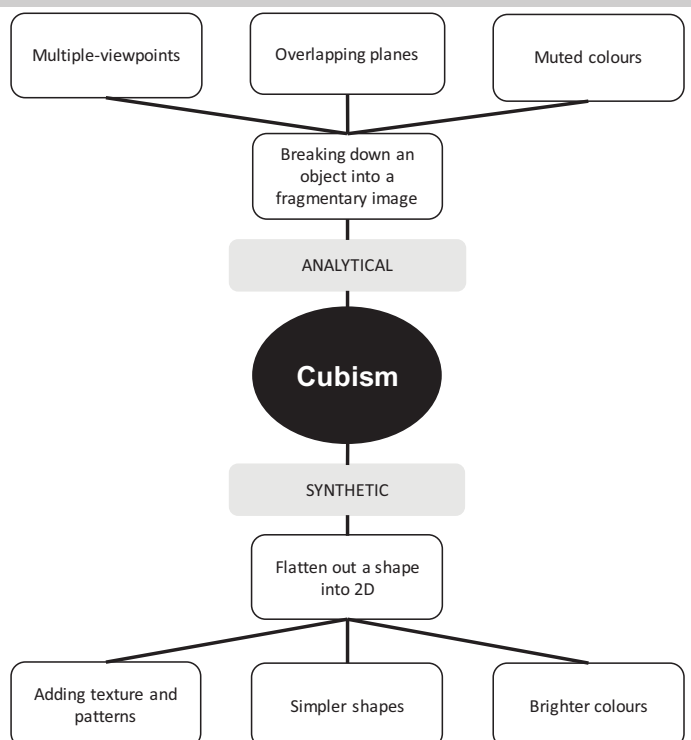 Multiple-viewpoints
Overlapping planes
Muted colours
Breaking down an
object into a
fragmentary image
ANALYTICAL
Cubism
SYNTHETIC
Flatten out a shape
into 2D
Adding texture and
patterns
Simpler shapes
Brighter colours